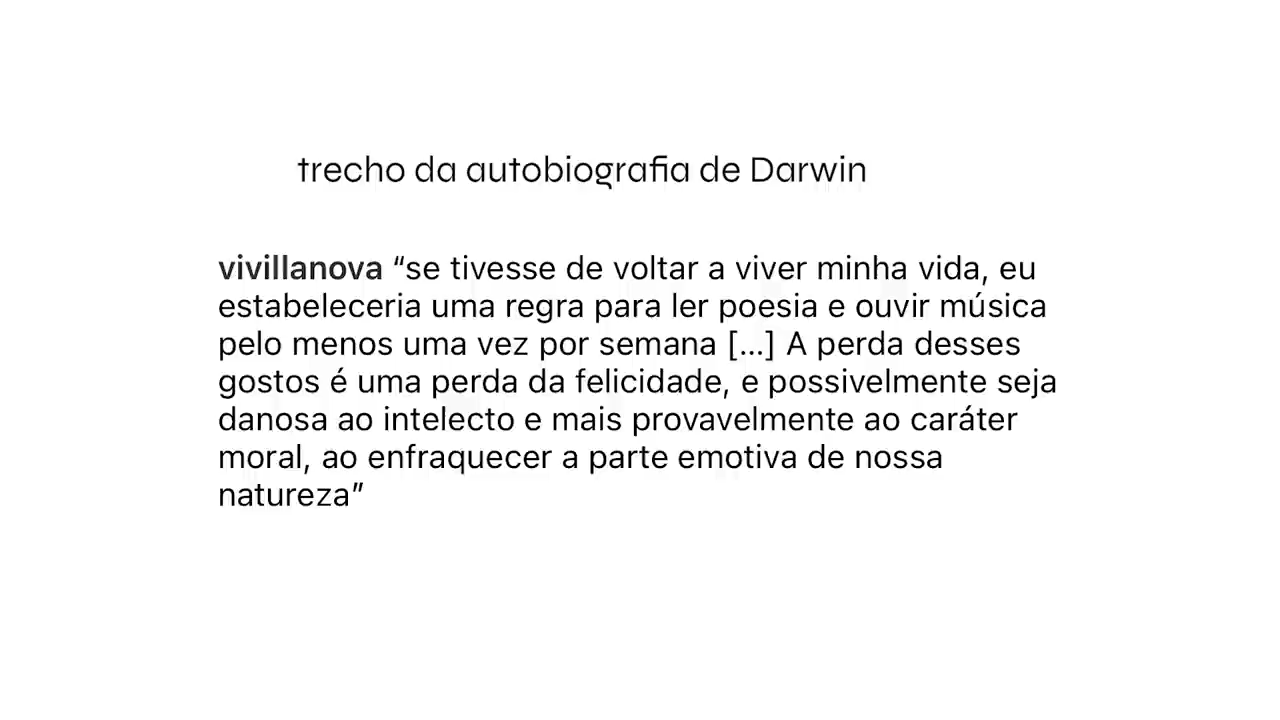 trecho da autobiografia de Darwin
vivillanova “se tivesse de voltar a viver minha vida, eu
estabeleceria uma regra para ler poesia e ouvir música
pelo menos uma vez por semana [...] A perda desses
gostos é uma perda da felicidade, e possivelmente seja
danosa ao intelecto e mais provavelmente ao caráter
moral, ao enfraquecer a parte emotiva de nossa
natureza”